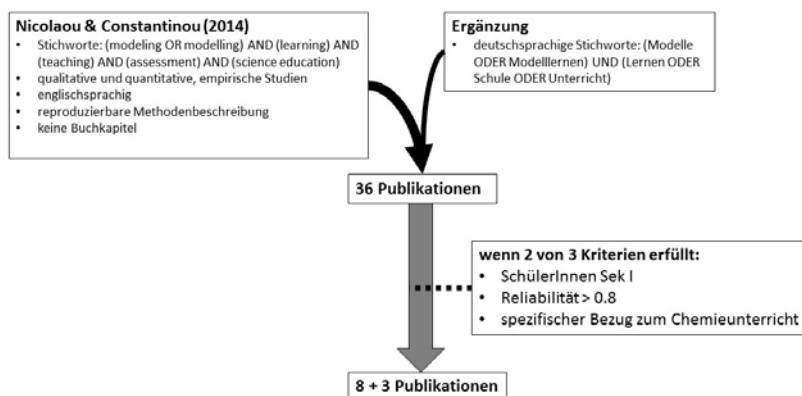 Nicolaou & Constantinou (2014)
• Stichworte: (modeling OR modelling) AND (learning) AND
(teaching) AND (assessment) AND (science education)
• qualitative und quantitative, empirische Studien
• englischsprachig
• reproduzierbare Methodenbeschreibung
• keine Buchkapitel
Ergänzung
• deutschsprachige Stichworte: (Modelle
ODER Modelllernen) UND (Lernen ODER
Schule ODER Unterricht)
36 Publikationen
wenn 2 von 3 Kriterien erfüllt:
• SchülerInnen Sek I
• Reliabilität > 0.8
• spezifischer Bezug zum Chemieunterricht
8 + 3 Publikationen